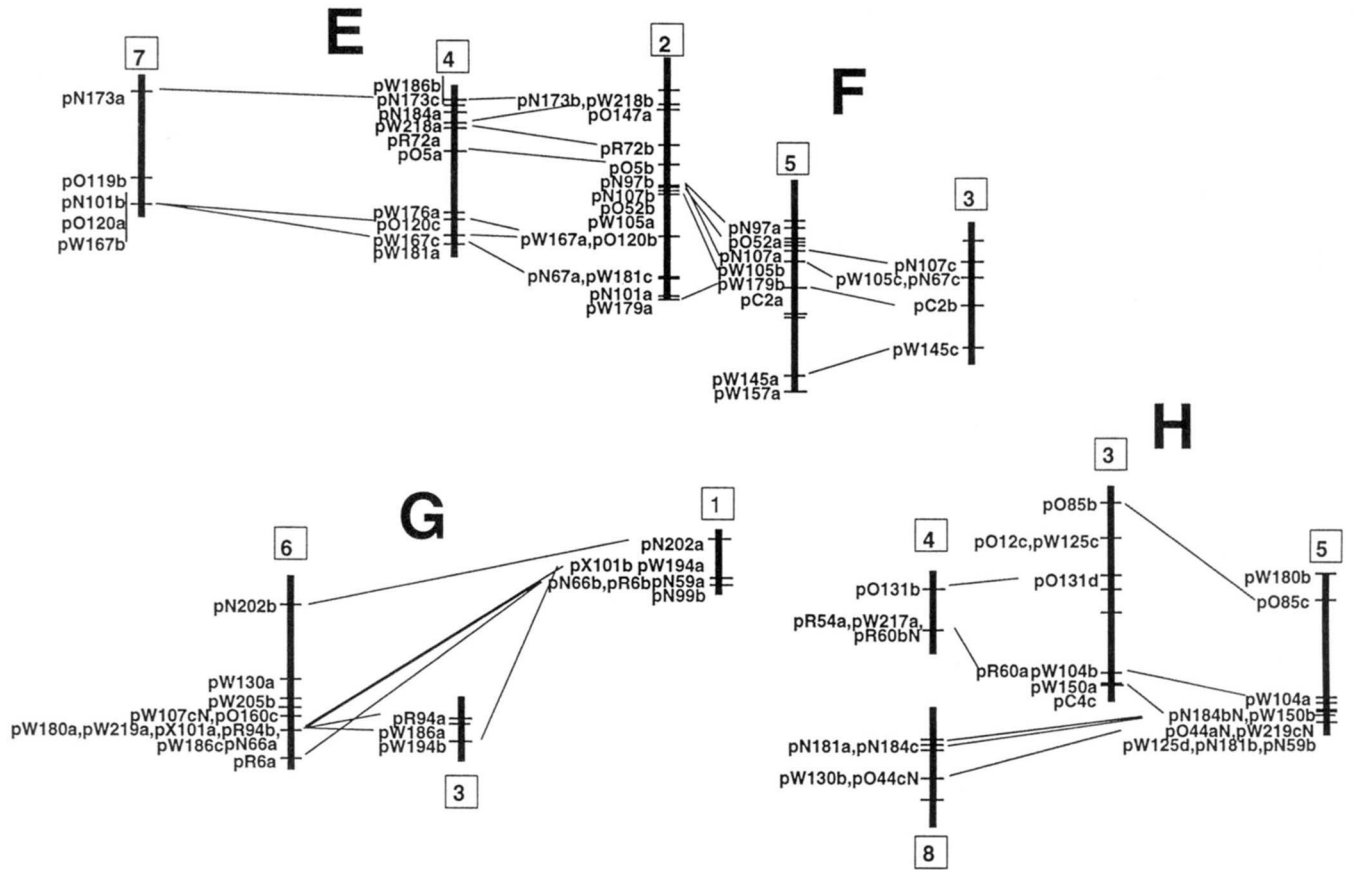 E
7
pN173a
pO119b
pN101b
pO120a
pW167b
4
pW186b
pN173c
pN184a
pW218a
pR72a
pO5a
pW176a
pO120c
pW167c
pW181a
2
pN173b,pW218b
pO147a
pR72b
pO5b
pN97b
pN107b
pO52b
pW105a
pW167a,pO120b
pN67a,pW181c
pN101a
pW179a
F
5
pN97a
pO52a
pN107a
pW105b
pW179b
pC2a
pW145a
pW157a
3
pN107c
pW105c,pN67c
pC2b
pW145c
G
6
pN202b
pW130a
pW205b
pW107cN,pO160c
pW180a,pW219a,pX101a,pR94b,
pW186c pN66a
pR6a
1
pN202a
pX101b pW194a
pN66b,pR6b pN59a
pN99b
pR94a
pW186a
pW194b
3
H
4
pO131b
pR54a,pW217a,
pR60bN
3
pO85b
pO12c,pW125c
pO131d
pR60a pW104b
pW150a
pC4c
5
pW180b
pO85c
pW104a
pN184bN,pW150b
pO44aN,pW219cN
pW125d,pN181b,pN59b
pN181a,pN184c
pW130b,pO44cN
8